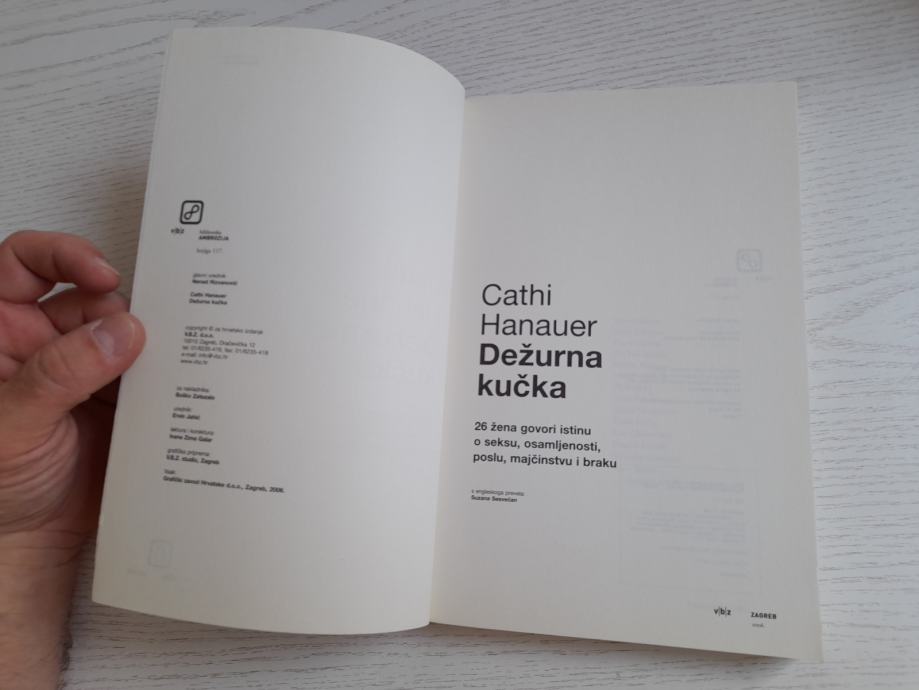 v|b|z
biblioteka
AMBROZIJA
knjiga 117.
glavni urednik:
Nenad Rizvanović
Cathi Hanauer
Dežurna kučka
copyright © za hrvatsko izdanje
V.B.Z. d.o.o.
10010 Zagreb, Dračevička 12
tel: 01/6235-419, fax: 01/6235-418
e-mail: info@vbz.hr
www.vbz.hr
za nakladnika:
Boško Zatezalo
urednik:
Ervin Jahić
lektura i korektura:
Ivana Zima Galar
grafička priprema:
V.B.Z. studio, Zagreb
tisak:
Grafički zavod Hrvatske d.o.o., Zagreb, 2006.
Cathi
Hanauer
Dežurna
kučka
26 žena govori istinu
o seksu, osamljenosti,
poslu, majčinstvu i braku
s engleskoga prevela:
Suzana Sesvečan
v|b|z ZAGREB
2006.